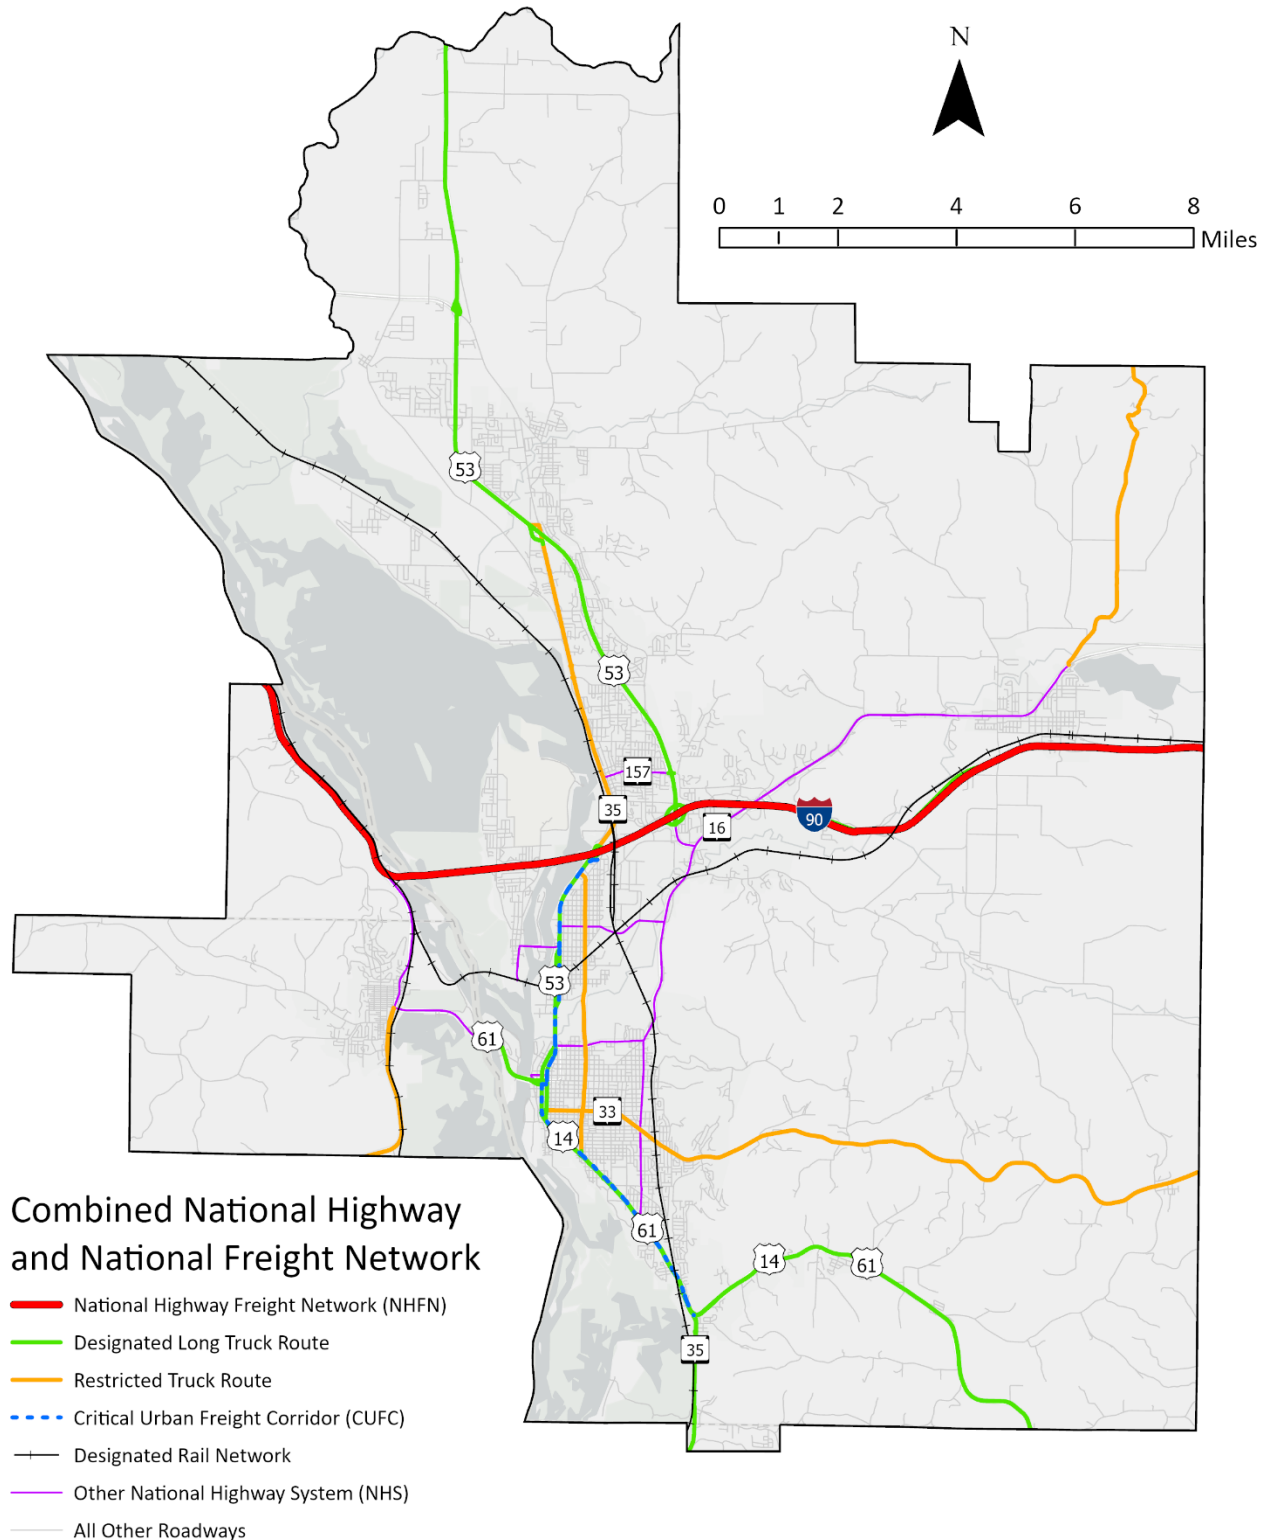 N
0 1 2 4 6 8
Miles
53
53
157
35
90
16
53
61
33
14
61
14
61
35
Combined National Highway
and National Freight Network
National Highway Freight Network (NHFN)
Designated Long Truck Route
Restricted Truck Route
Critical Urban Freight Corridor (CUFC)
Designated Rail Network
Other National Highway System (NHS)
All Other Roadways